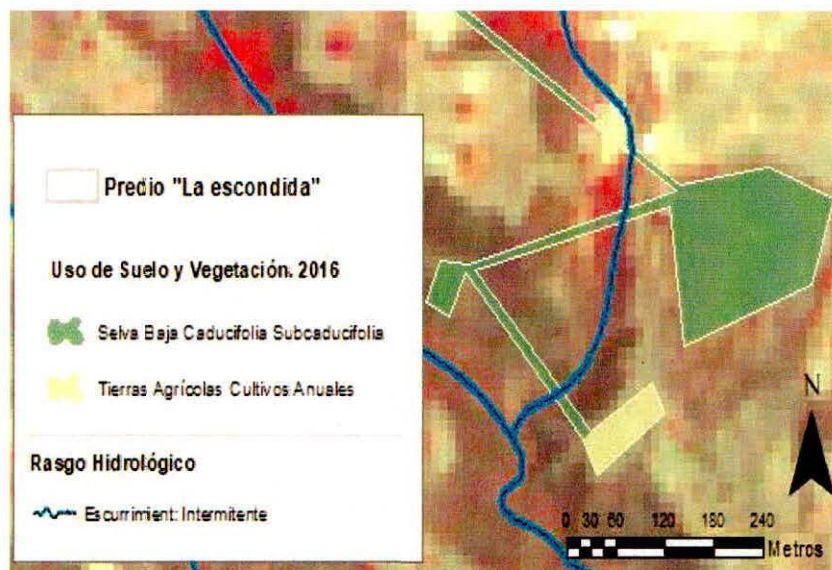 Predio "La escondida"
Uso de Suelo y Vegetación. 2016
Selva Baja Caducifolia Subcaducifolia
Tierras Agrícolas Cultivos Anuales
Rasgo Hidrológico
Escurrimient: Intermitente
N
0 30 60 120 180 240
Metros